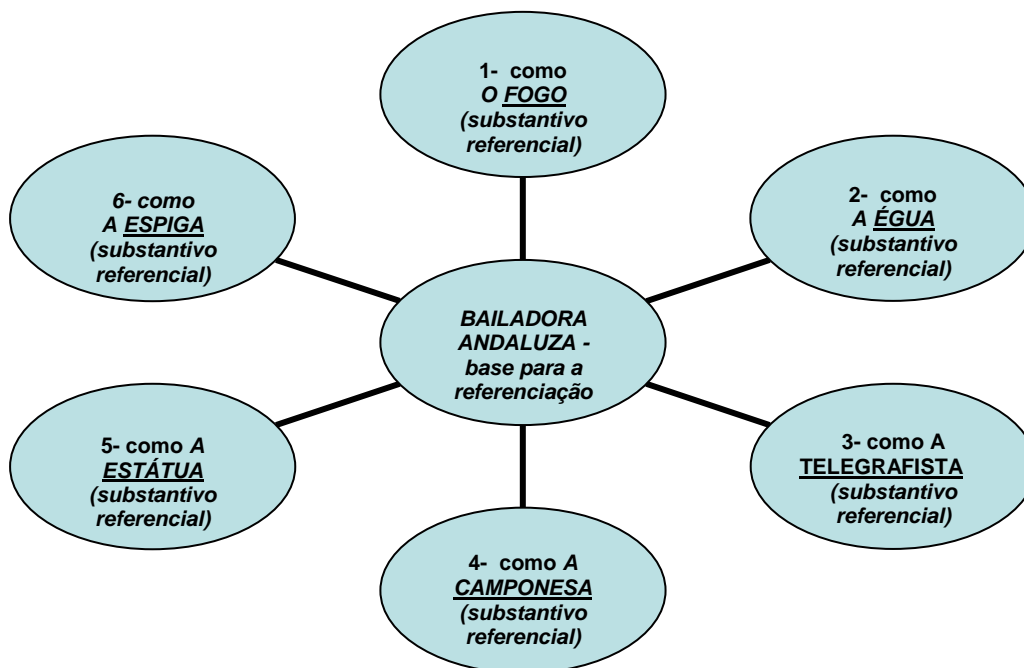 1- como
O FOGO
(substantivo
referencial)
2- como
A ÉGUA
(substantivo
referencial)
3- como A
TELEGRAFISTA
(substantivo
referencial)
4- como A
CAMPONESA
(substantivo
referencial)
5- como A
ESTÁTUA
(substantivo
referencial)
6- como
A ESPIGA
(substantivo
referencial)
BAILADORA
ANDALUZA -
base para a
referenciação